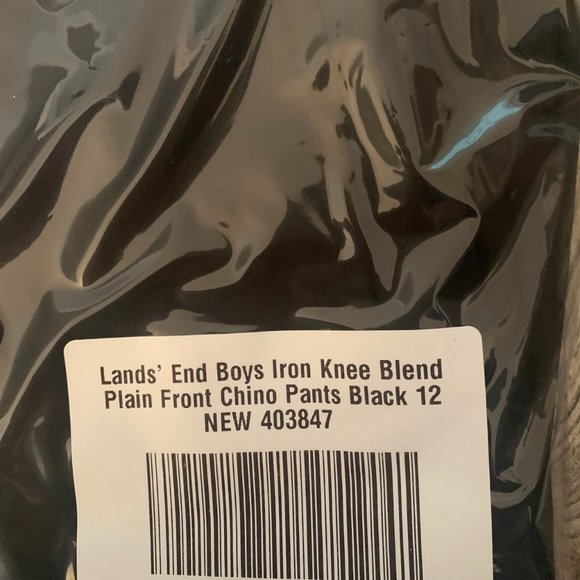 Lands' End Boys Iron Knee Blend
Plain Front Chino Pants Black 12
NEW 403847